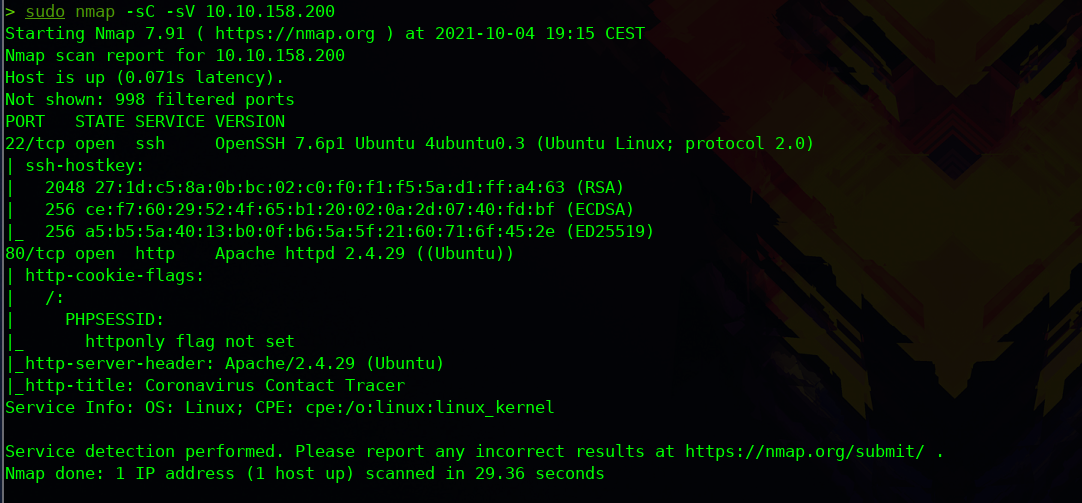 > sudo nmap -sC -sV 10.10.158.200
Starting Nmap 7.91 ( https://nmap.org ) at 2021-10-04 19:15 CEST
Nmap scan report for 10.10.158.200
Host is up (0.071s latency).
Not shown: 998 filtered ports
PORT   STATE SERVICE VERSION
22/tcp open  ssh     OpenSSH 7.6p1 Ubuntu 4ubuntu0.3 (Ubuntu Linux; protocol 2.0)
| ssh-hostkey:
|   2048 27:1d:c5:8a:0b:bc:02:c0:f0:f1:f5:5a:d1:ff:a4:63 (RSA)
|   256 ce:f7:60:29:52:4f:65:b1:20:02:0a:2d:07:40:fd:bf (ECDSA)
|_  256 a5:b5:5a:40:13:b0:0f:b6:5a:5f:21:60:71:6f:45:2e (ED25519)
80/tcp open  http    Apache httpd 2.4.29 ((Ubuntu))
| http-cookie-flags:
|   /:
|     PHPSESSID:
|_      httponly flag not set
|_http-server-header: Apache/2.4.29 (Ubuntu)
|_http-title: Coronavirus Contact Tracer
Service Info: OS: Linux; CPE: cpe:/o:linux:linux_kernel

Service detection performed. Please report any incorrect results at https://nmap.org/submit/ .
Nmap done: 1 IP address (1 host up) scanned in 29.36 seconds